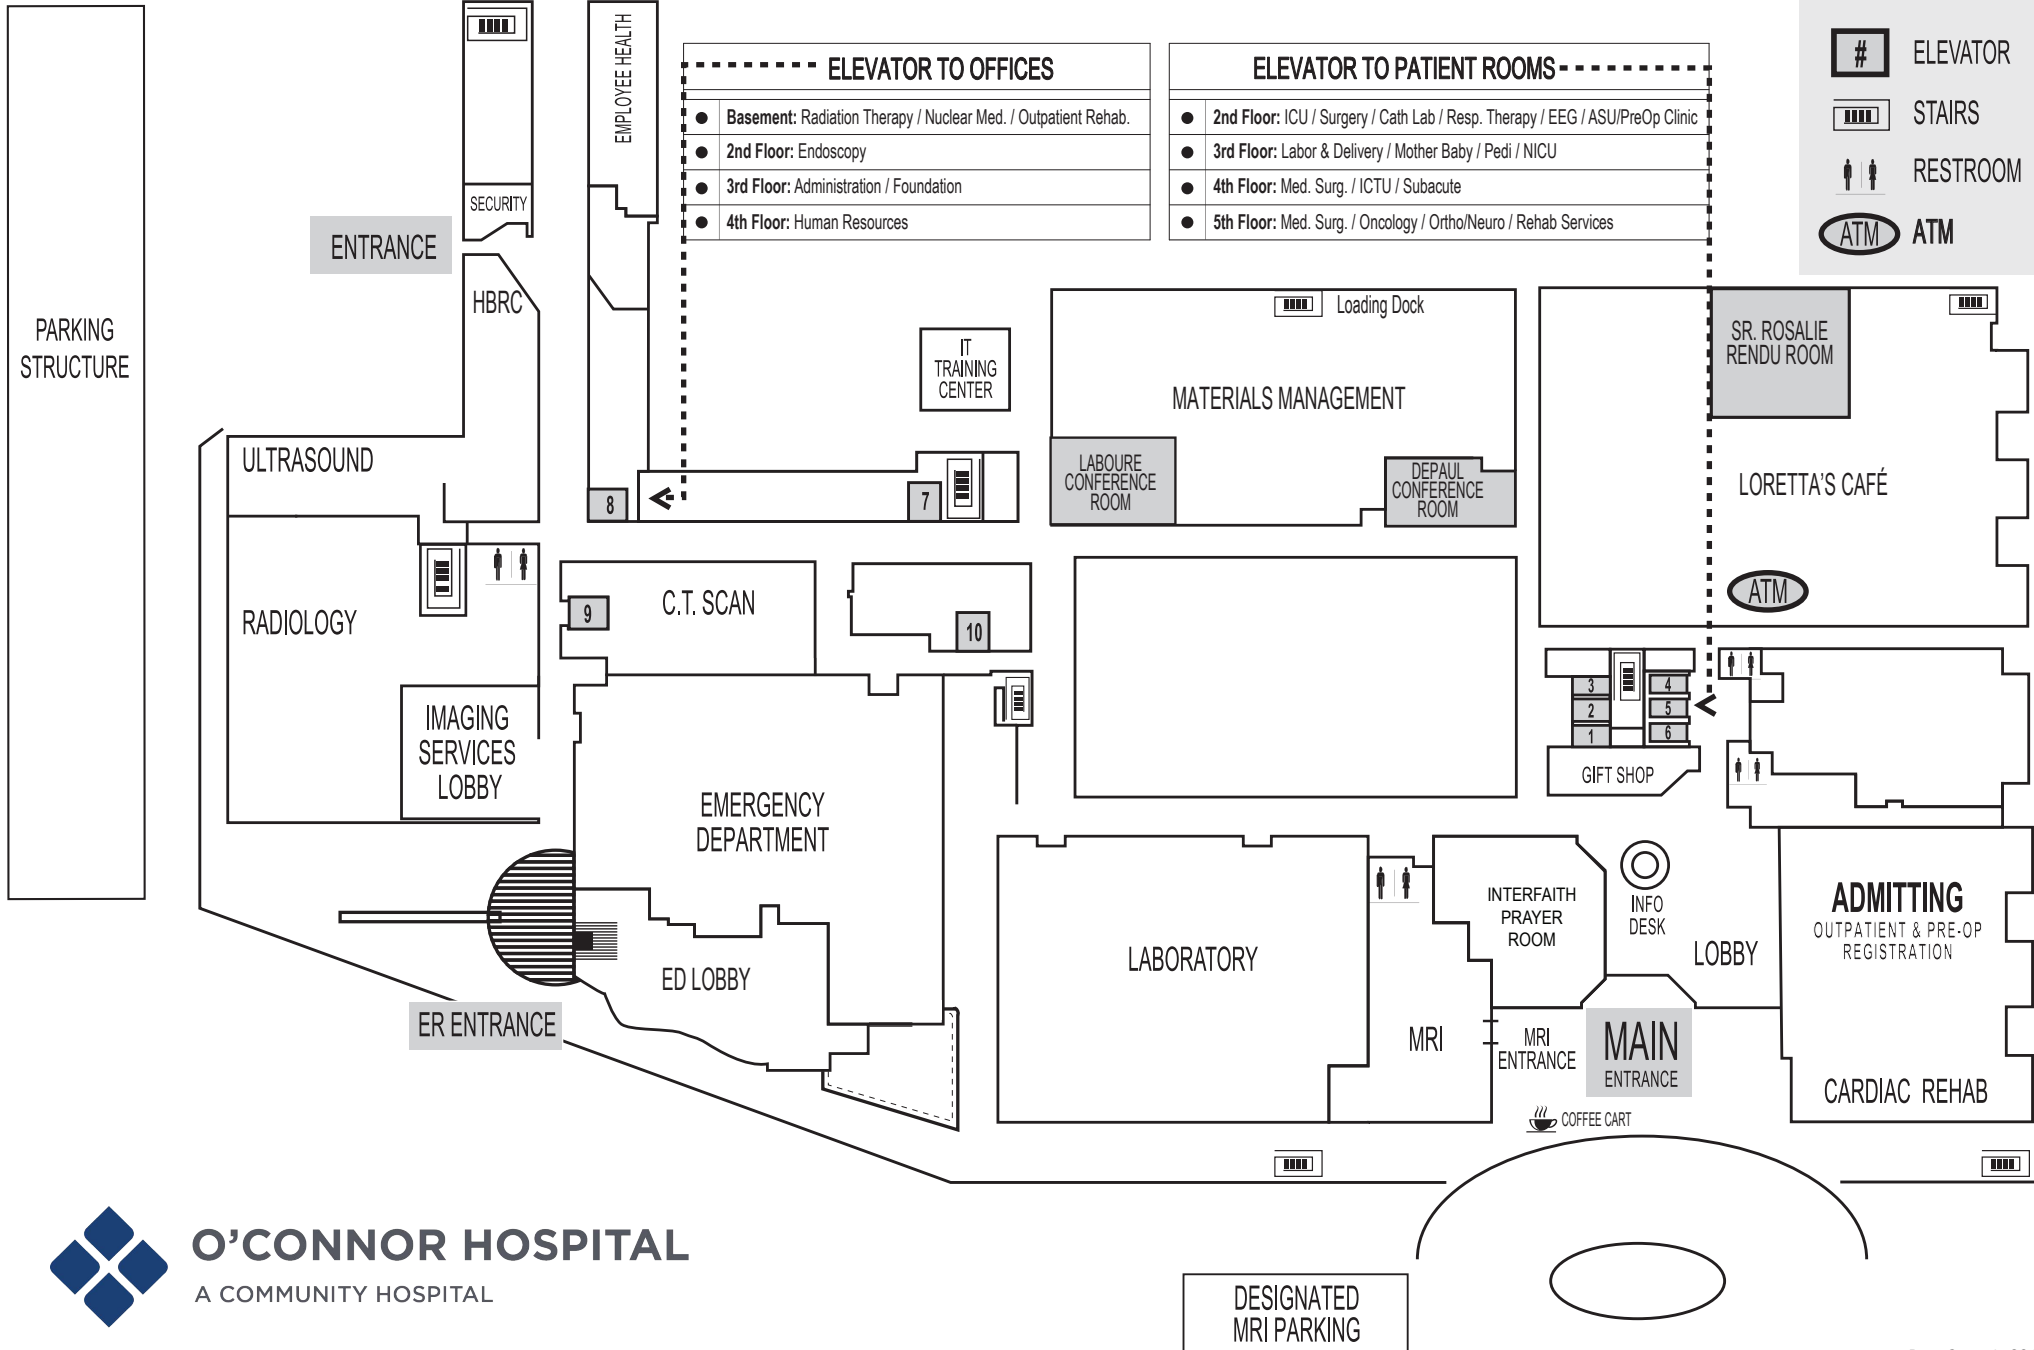 EMPLOYEE HEALTH
ELEVATOR TO OFFICES
Basement: Radiation Therapy / Nuclear Med. / Outpatient Rehab.
2nd Floor: Endoscopy
3rd Floor: Administration / Foundation
4th Floor: Human Resources
ELEVATOR TO PATIENT ROOMS
2nd Floor: ICU / Surgery / Cath Lab / Resp. Therapy / EEG / ASU/PreOp Clinic
3rd Floor: Labor & Delivery / Mother Baby / Pedi / NICU
4th Floor: Med. Surg. / ICTU / Subacute
5th Floor: Med. Surg. / Oncology / Ortho/Neuro / Rehab Services
# ELEVATOR
STAIRS
RESTROOM
ATM ATM
SECURITY
ENTRANCE
HBRC
PARKING
STRUCTURE
IT
TRAINING
CENTER
Loading Dock
MATERIALS MANAGEMENT
SR. ROSALIE
RENDU ROOM
ULTRASOUND
LABOURE
CONFERENCE
ROOM
DEPAUL
CONFERENCE
ROOM
LORETTA'S CAFÉ
8
7
RADIOLOGY
9
C.T. SCAN
10
ATM
3
2
1
4
5
6
GIFT SHOP
IMAGING
SERVICES
LOBBY
EMERGENCY
DEPARTMENT
INTERFAITH
PRAYER
ROOM
INFO
DESK
LOBBY
ADMITTING
OUTPATIENT & PRE-OP
REGISTRATION
LABORATORY
ED LOBBY
ER ENTRANCE
MRI
MRI
ENTRANCE
MAIN
ENTRANCE
CARDIAC REHAB
COFFEE CART
O'CONNOR HOSPITAL
A COMMUNITY HOSPITAL
DESIGNATED
MRI PARKING